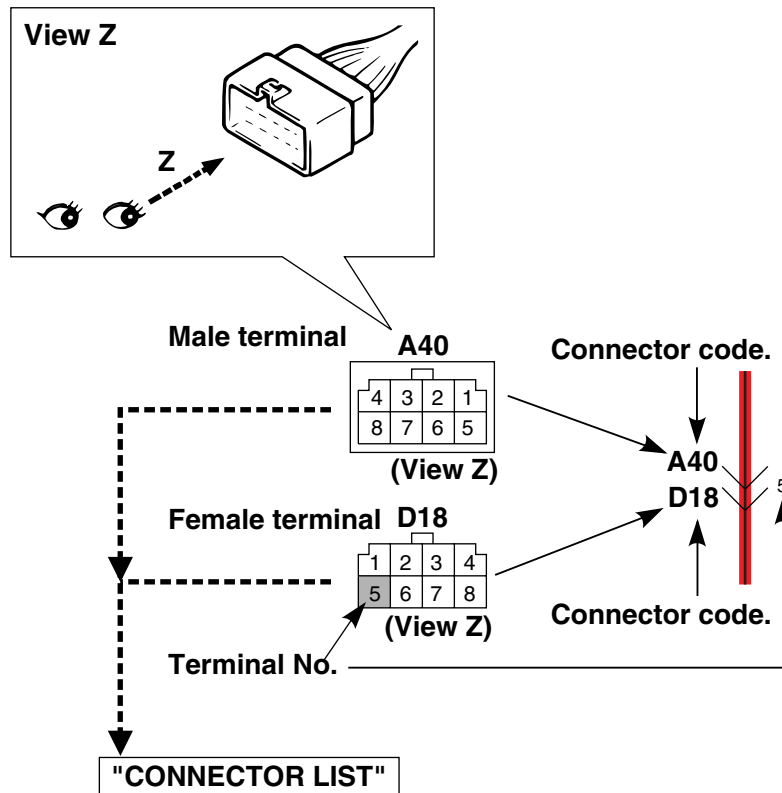 View Z
Z
Male terminal
A40
Connector code.
4 3 2 1
8 7 6 5
(View Z)
A40
D18
5
Female terminal
D18
1 2 3 4
5 6 7 8
(View Z)
Connector code.
Terminal No.
"CONNECTOR LIST"